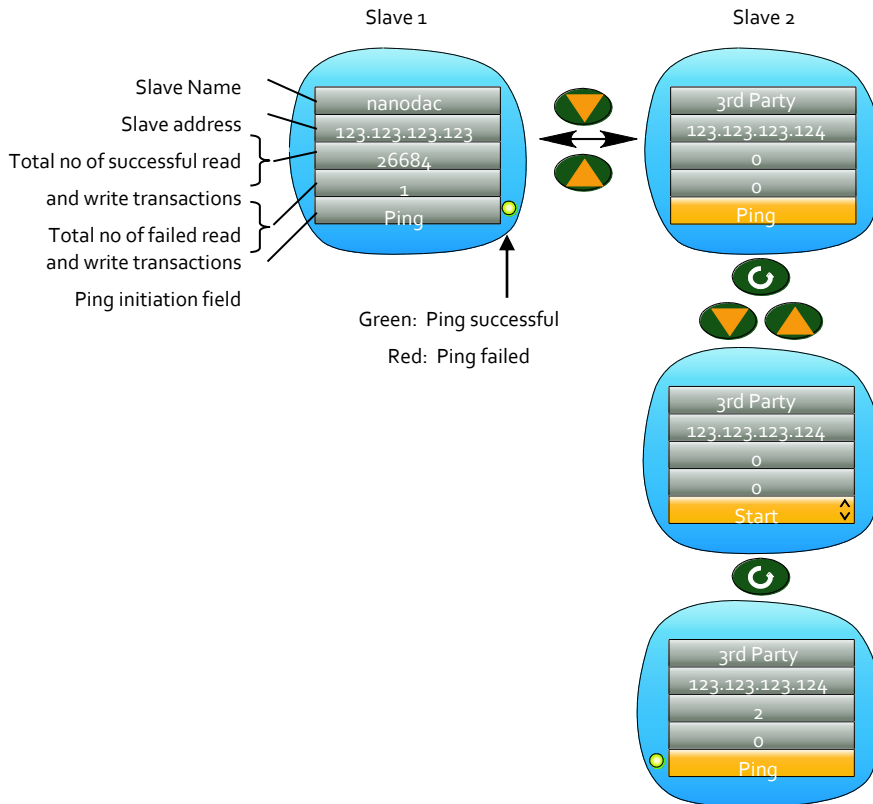 Slave 1
Slave 2
Slave Name
Slave address
Total no of successful read
and write transactions
Total no of failed read
and write transactions
Ping initiation field
nanodac
123.123.123.123
26684
1
Ping
Green: Ping successful
Red: Ping failed
3rd Party
123.123.123.124
0
0
Ping
3rd Party
123.123.123.124
0
0
Start
3rd Party
123.123.123.124
2
0
Ping